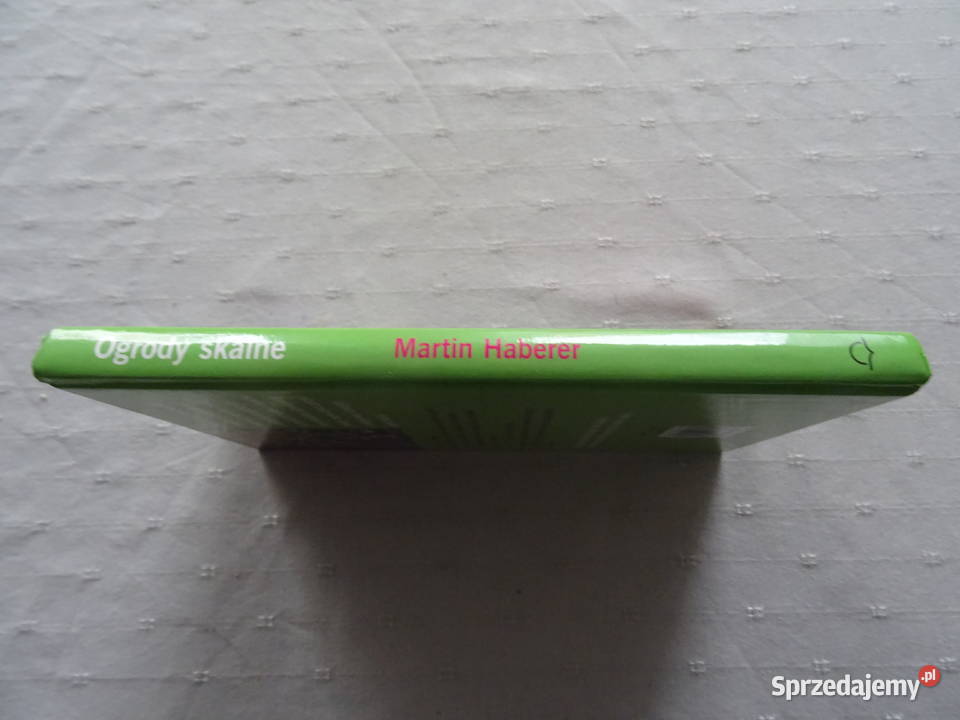 Ogrody skalne
Martin Haberer
Sprzedajemy.pl